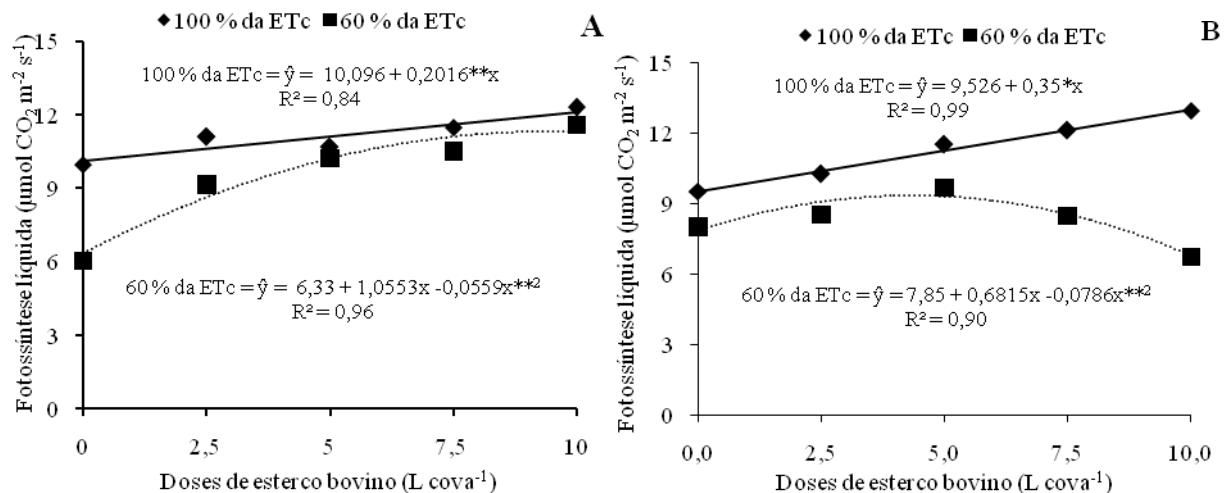 ◆ 100 % da ETc ■ 60 % da ETc
A
15
12
9
6
3
0
Fotossíntese líquida (µmol CO₂ m⁻² s⁻¹)
100 % da ETc = ŷ = 10,096 + 0,2016**x
R² = 0,84
60 % da ETc = ŷ = 6,33 + 1,0553x -0,0559x**²
R² = 0,96
0 2,5 5 7,5 10
Doses de esterco bovino (L cova⁻¹)
◆ 100 % da ETc ■ 60 % da ETc
B
15
12
9
6
3
0
Fotossíntese líquida (µmol CO₂ m⁻² s⁻¹)
100 % da ETc = ŷ = 9,526 + 0,35*x
R² = 0,99
60 % da ETc = ŷ = 7,85 + 0,6815x -0,0786x**²
R² = 0,90
0,0 2,5 5,0 7,5 10,0
Doses de esterco bovino (L cova⁻¹)